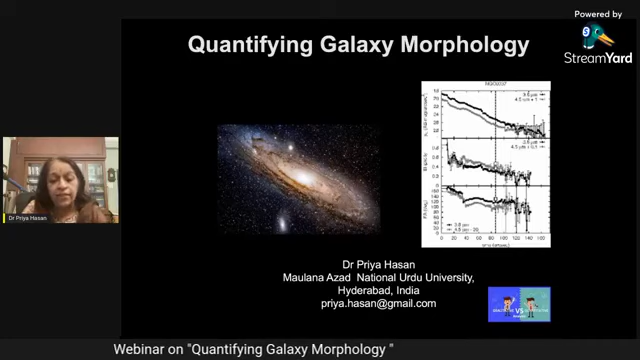 Powered by
StreamYard
Quantifying Galaxy Morphology
Dr Priya Hasan
Dr Priya Hasan
Maulana Azad National Urdu University,
Hyderabad, India
priya.hasan@gmail.com
VS
Webinar on "Quantifying Galaxy Morphology "